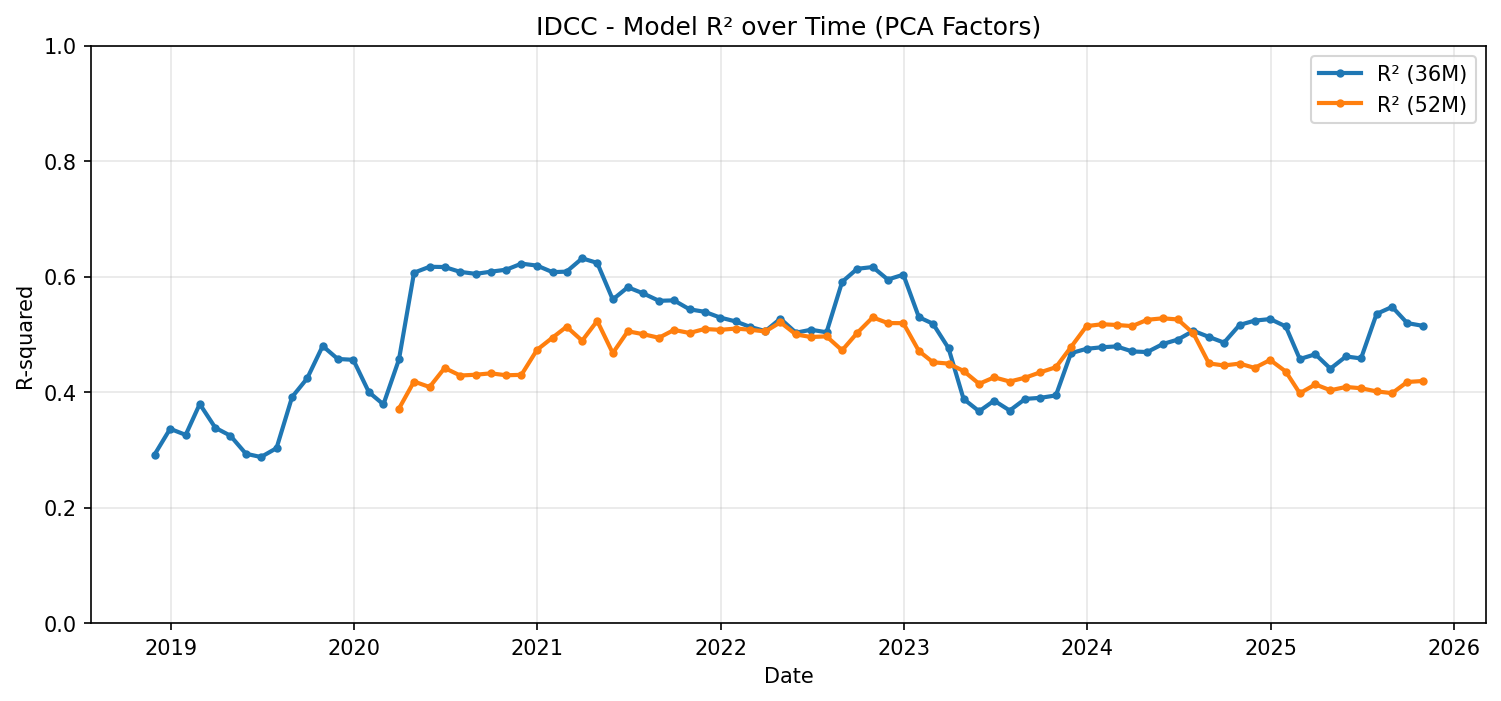 IDCC - Model R² over Time (PCA Factors)
R² (36M)
R² (52M)
R-squared
1.0
0.8
0.6
0.4
0.2
0.0
2019 2020 2021 2022 2023 2024 2025 2026
Date